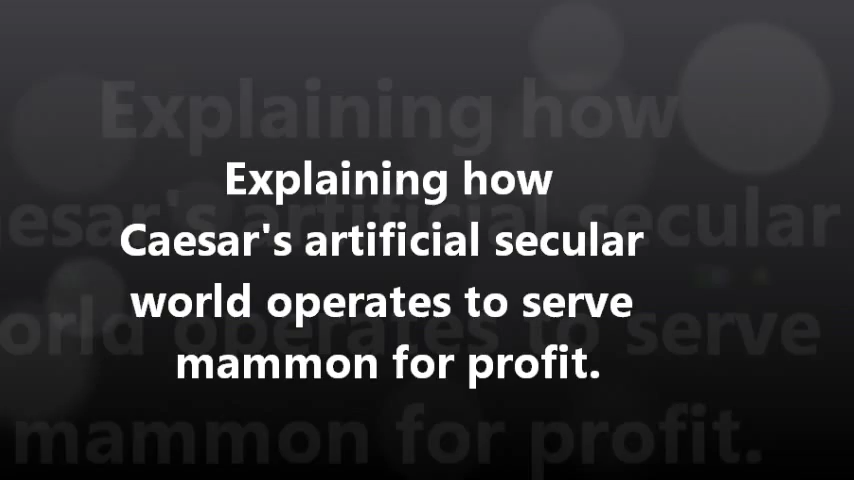 Explaining how
Caesar's artificial secular
world operates to serve
mammon for profit.